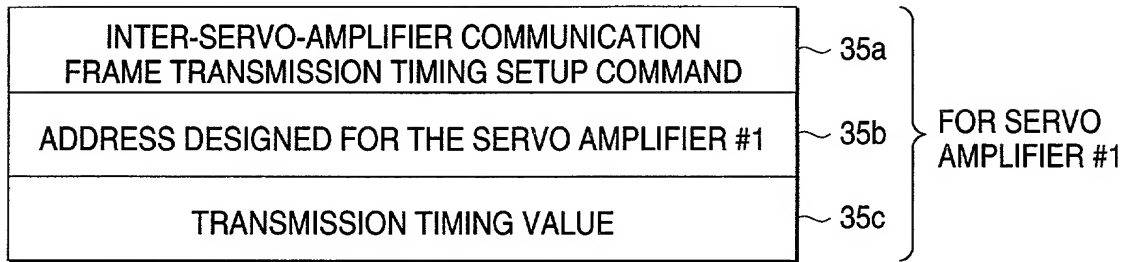 INTER-SERVO-AMPLIFIER COMMUNICATION
FRAME TRANSMISSION TIMING SETUP COMMAND
35a
ADDRESS DESIGNED FOR THE SERVO AMPLIFIER #1
35b
TRANSMISSION TIMING VALUE
35c
FOR SERVO
AMPLIFIER #1